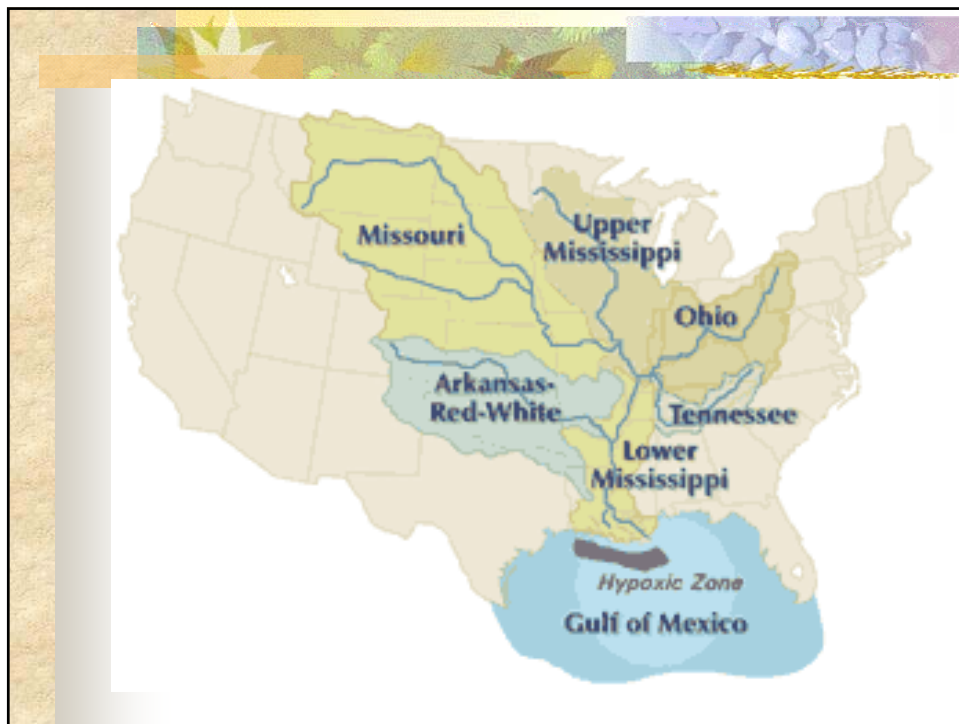 Missouri
Upper
Mississippi
Ohio
Arkansas-
Red-White
Tennessee
Lower
Mississippi
Hypoxic Zone
Gulf of Mexico